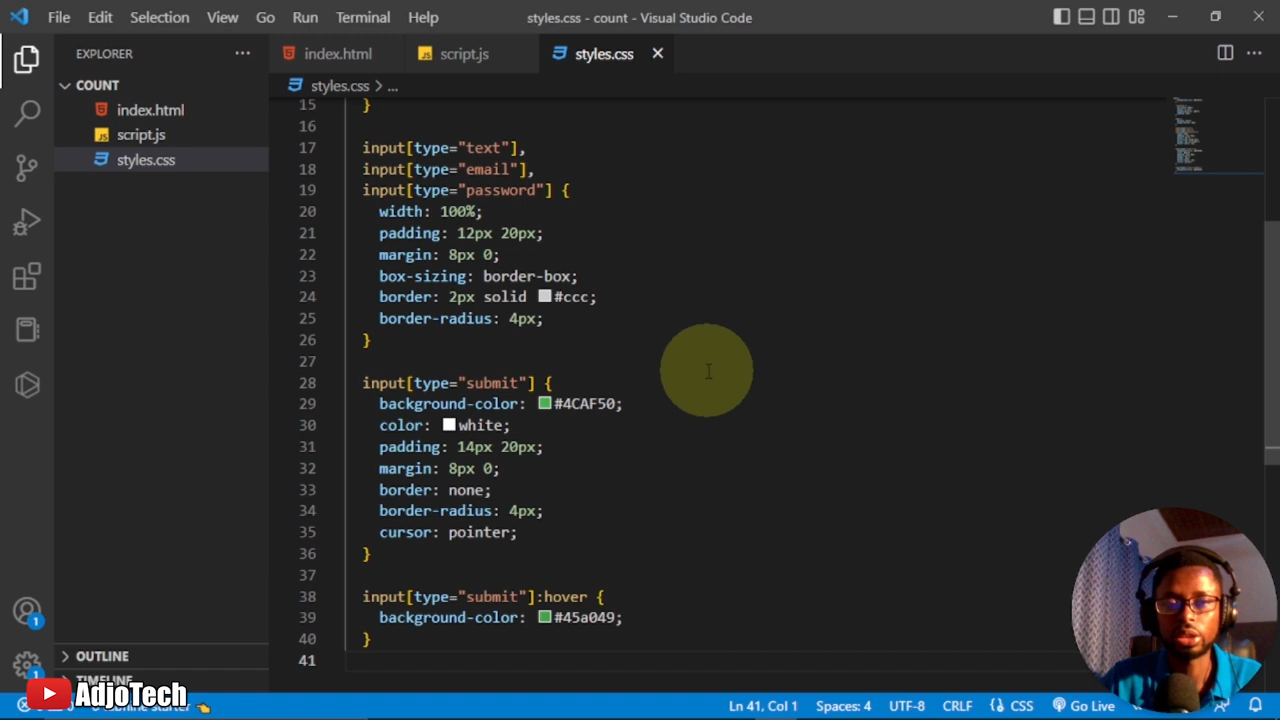 File Edit Selection View Go Run Terminal Help
styles.css - count - Visual Studio Code
EXPLORER
COUNT
index.html
script.js
styles.css
OUTLINE
TIMELINE
index.html script.js styles.css
styles.css > ...
15 }
16
17 input[type="text"],
18 input[type="email"],
19 input[type="password"] {
20 width: 100%;
21 padding: 12px 20px;
22 margin: 8px 0;
23 box-sizing: border-box;
24 border: 2px solid #ccc;
25 border-radius: 4px;
26 }
27
28 input[type="submit"] {
29 background-color: #4CAF50;
30 color: white;
31 padding: 14px 20px;
32 margin: 8px 0;
33 border: none;
34 border-radius: 4px;
35 cursor: pointer;
36 }
37
38 input[type="submit"]:hover {
39 background-color: #45a049;
40 }
41
1
1
AdjoTech
Ln 41, Col 1 Spaces: 4 UTF-8 CRLF {} CSS Go Live